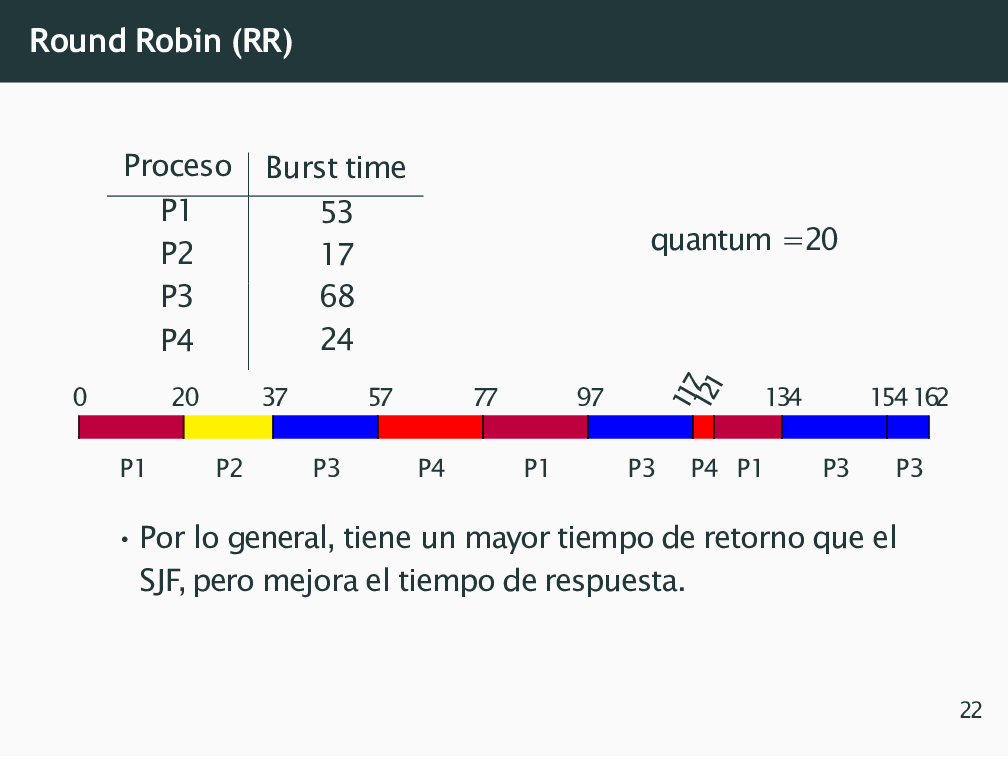 Round Robin (RR)
Proceso Burst time
P1 53
P2 17
P3 68
P4 24
quantum =20
0 20 37 57 77 97 117 121 134 154 162
P1 P2 P3 P4 P1 P3 P4 P1 P3 P3
• Por lo general, tiene un mayor tiempo de retorno que el
SJF, pero mejora el tiempo de respuesta.
22